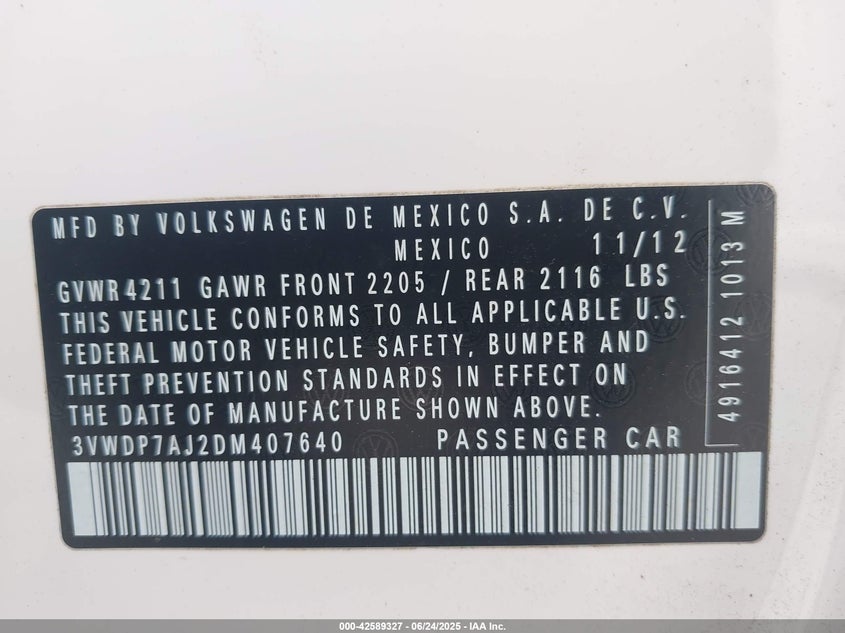 MFD BY VOLKSWAGEN DE MEXICO S.A. DE C.V.
MEXICO 11/12
GVWR 4211 GAWR FRONT 2205 / REAR 2116 LBS
THIS VEHICLE CONFORMS TO ALL APPLICABLE U.S.
FEDERAL MOTOR VEHICLE SAFETY, BUMPER AND
THEFT PREVENTION STANDARDS IN EFFECT ON
THE DATE OF MANUFACTURE SHOWN ABOVE.
3VWDP7AJ2DM407640 PASSENGER CAR
4916412 1013 M
000-42589327 - 06/24/2025 - IAA Inc.